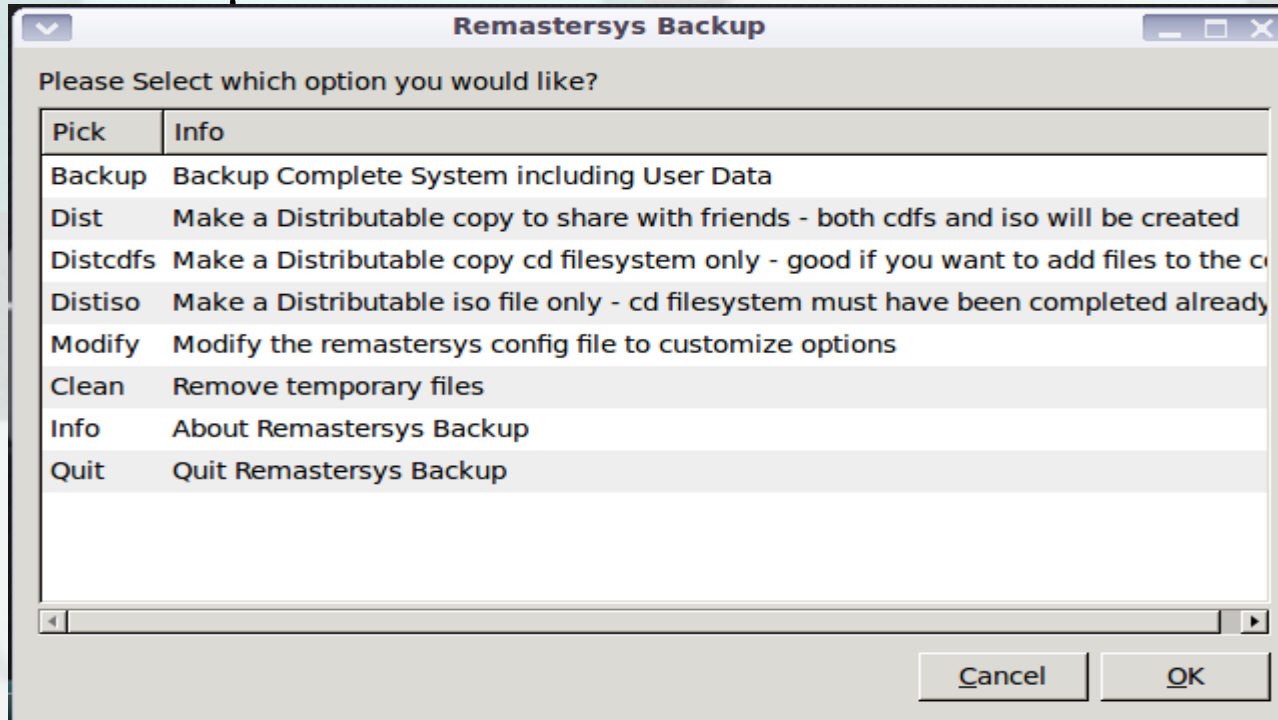 Remastersys Backup
Please Select which option you would like?
Pick Info
Backup Backup Complete System including User Data
Dist Make a Distributable copy to share with friends - both cdfs and iso will be created
Distcdfs Make a Distributable copy cd filesystem only - good if you want to add files to the
Distiso Make a Distributable iso file only - cd filesystem must have been completed already
Modify Modify the remastersys config file to customize options
Clean Remove temporary files
Info About Remastersys Backup
Quit Quit Remastersys Backup
Cancel OK